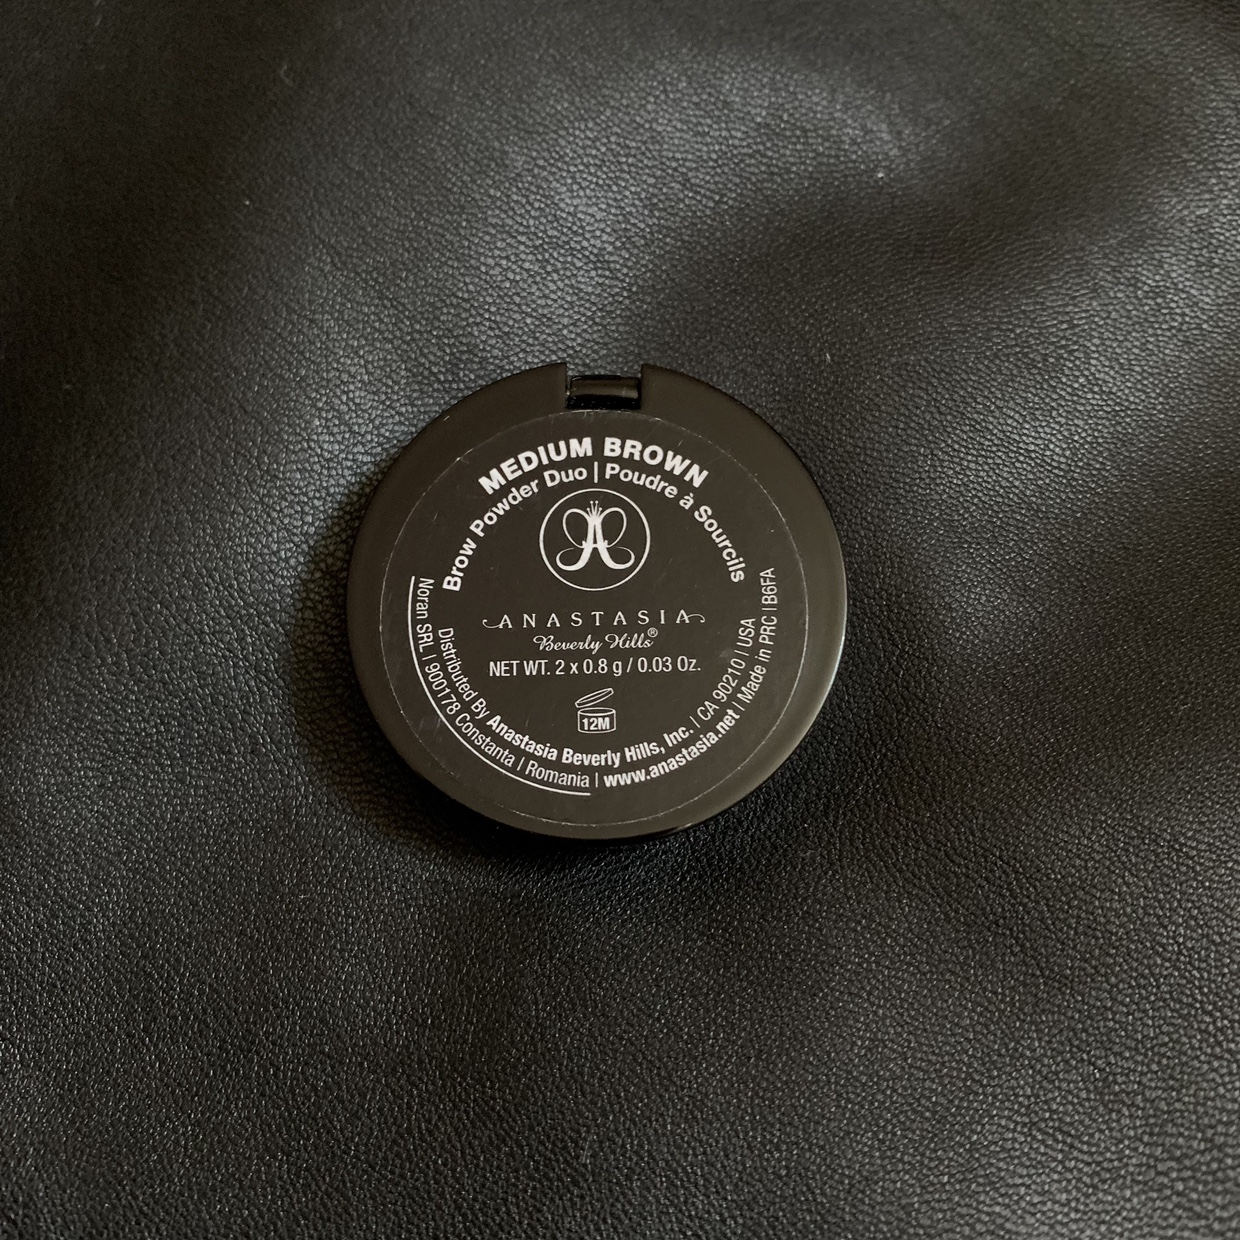 MEDIUM BROWN
Brow Powder Duo | Poudre à Sourcils
ANASTASIA
Beverly Hills®
NET WT. 2 x 0.8 g / 0.03 Oz.
12M
Distributed By Anastasia Beverly Hills, Inc. | CA 90210 | USA
Noran SRL | 900178 Constanta / Romania | www.anastasia.net | Made in PRC | B6FA